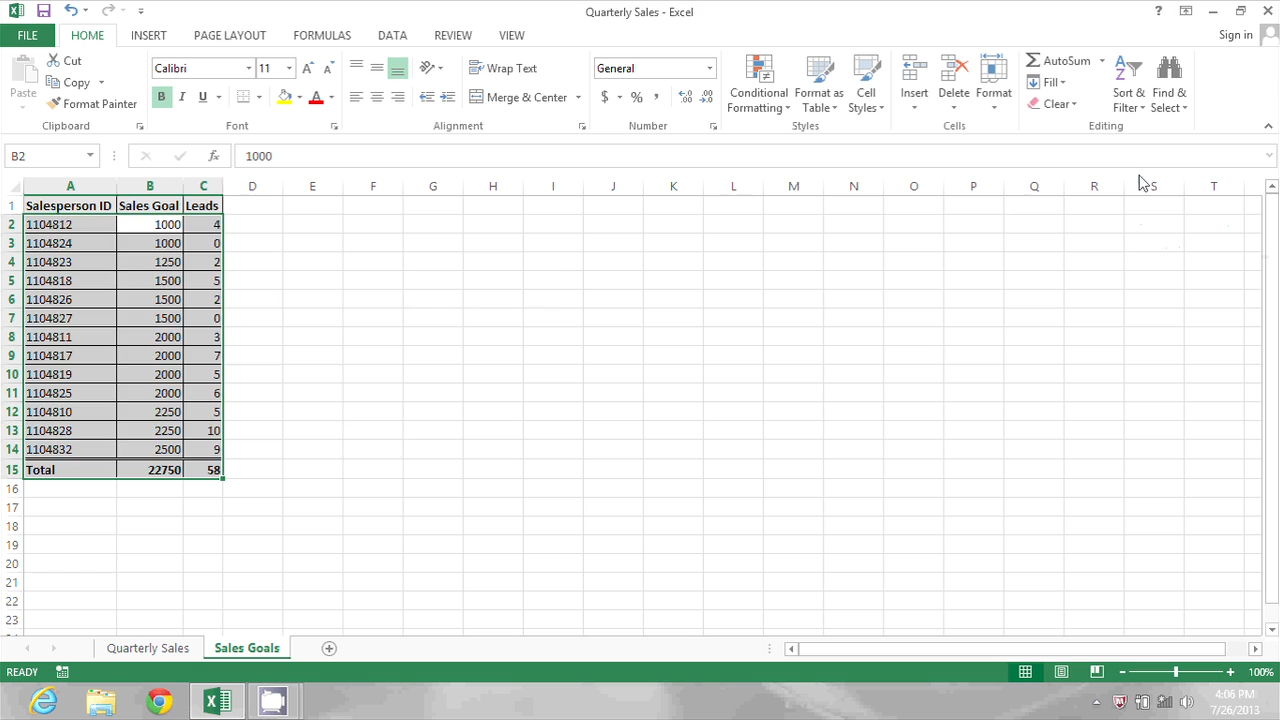 Quarterly Sales - Excel
?
FILE HOME INSERT PAGE LAYOUT FORMULAS DATA REVIEW VIEW Sign in
Paste Cut Copy Format Painter Clipboard
Calibri 11 A A B I U A Font
Wrap Text Merge & Center Alignment
General $ % , Number
Conditional Formatting Format as Table Cell Styles Styles
Insert Delete Format Cells
AutoSum Fill Clear Sort & Filter Find & Select Editing
B2 fx 1000
A B C D E F G H I J K L M N O P Q R S T
1 Salesperson ID Sales Goal Leads
2 1104812 1000 4
3 1104824 1000 0
4 1104823 1250 2
5 1104818 1500 5
6 1104826 1500 2
7 1104827 1500 0
8 1104811 2000 3
9 1104817 2000 7
10 1104819 2000 5
11 1104825 2000 6
12 1104810 2250 5
13 1104828 2250 10
14 1104832 2500 9
15 Total 22750 58
16
17
18
19
20
21
22
23
Quarterly Sales Sales Goals
READY 100%
4:06 PM
7/26/2013